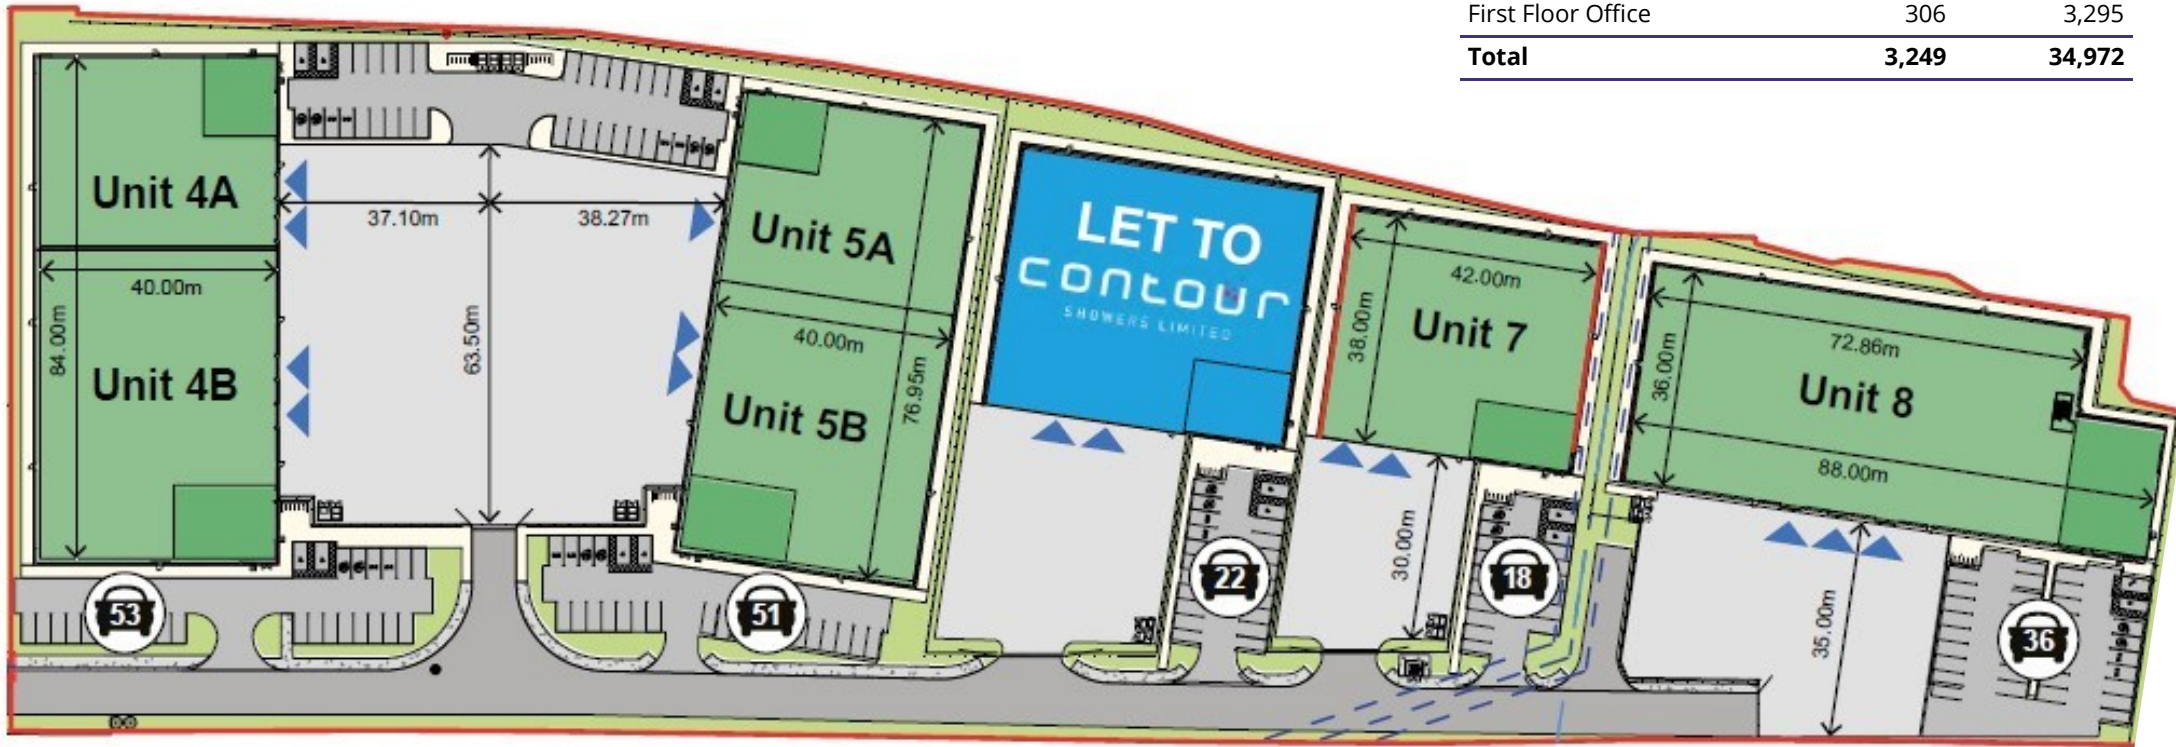 First Floor Office 306 3,295
Total 3,249 34,972
Unit 4A
37.10m
38.27m
40.00m
84.00m
63.50m
Unit 4B
Unit 5A
40.00m
76.95m
Unit 5B
LET TO
contour
SHOWERS LIMITED
42.00m
38.00m
Unit 7
30.00m
72.86m
36.00m
Unit 8
88.00m
35.00m
53
51
22
18
36